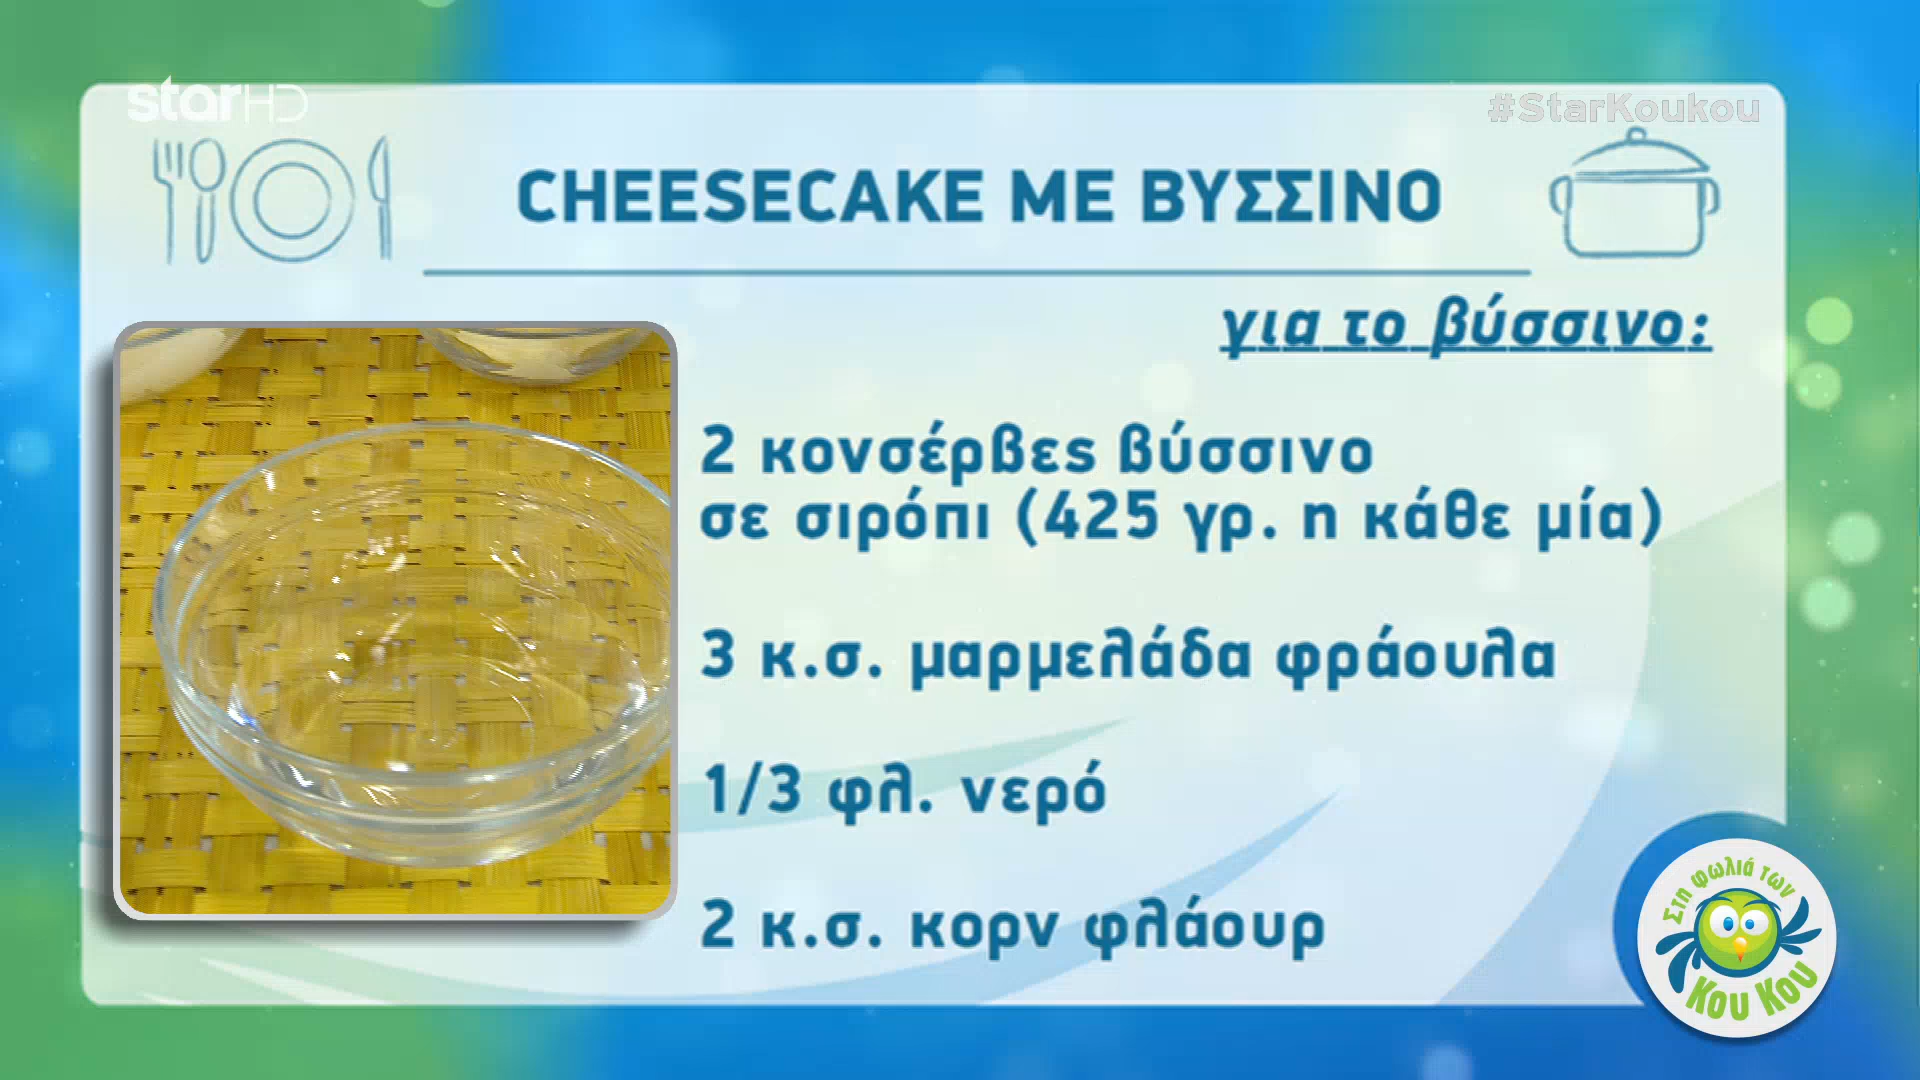 starHD
#StarKoukou
CHEESECAKE ΜΕ ΒΥΣΣΙΝΟ
για το βύσσινο:
2 κονσέρβες βύσσινο
σε σιρόπι (425 γρ. η κάθε μία)
3 κ.σ. μαρμελάδα φράουλα
1/3 φλ. νερό
2 κ.σ. κορν φλάουρ
Στη φωλιά των
Κου Κου